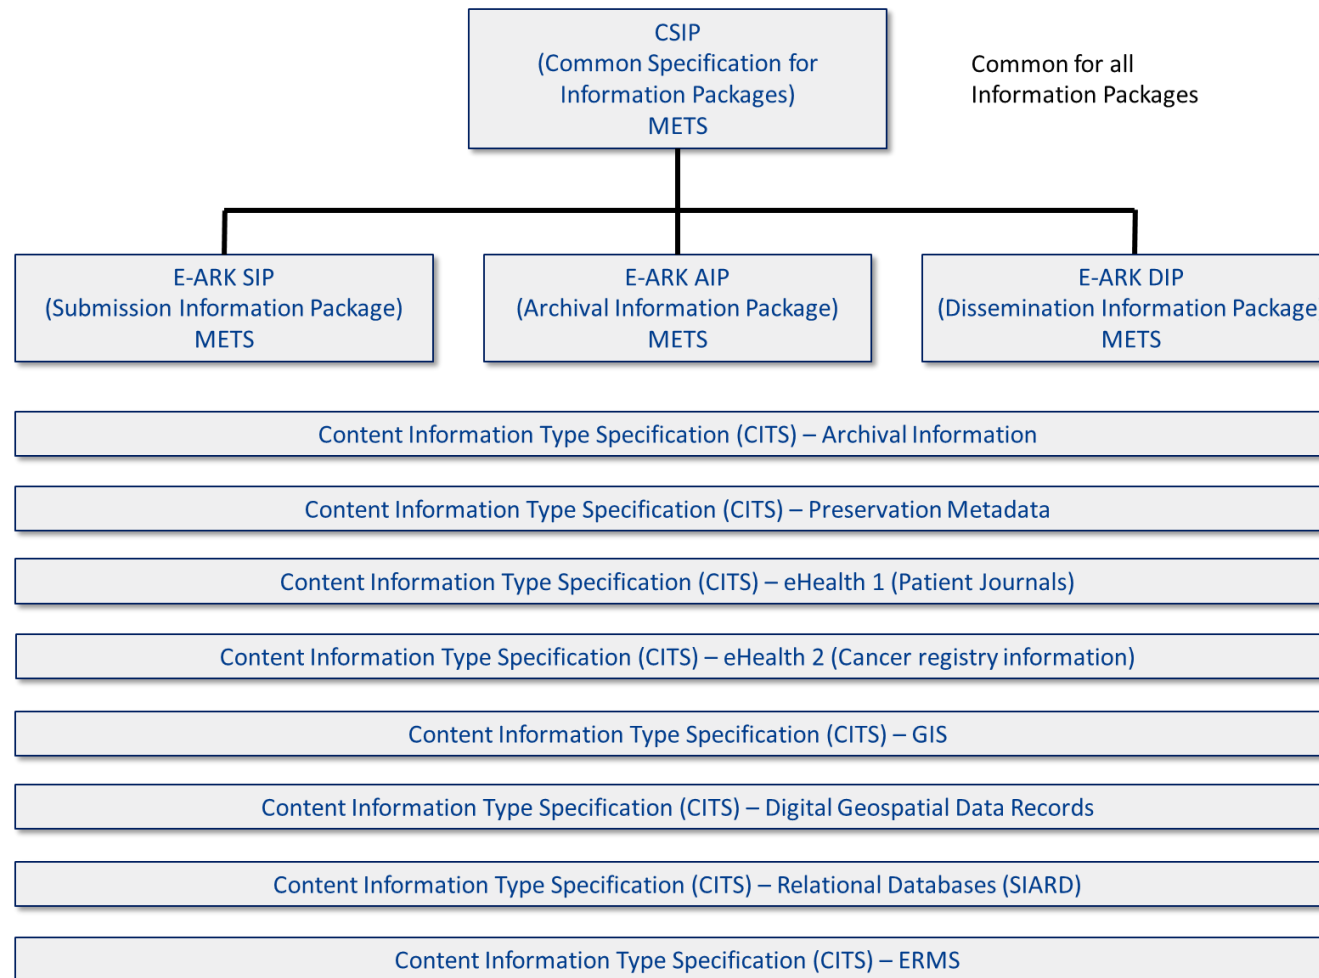 CSIP
(Common Specification for
Information Packages)
METS
Common for all
Information Packages
E-ARK SIP
(Submission Information Package)
METS
E-ARK AIP
(Archival Information Package)
METS
E-ARK DIP
(Dissemination Information Package
METS
Content Information Type Specification (CITS) – Archival Information
Content Information Type Specification (CITS) – Preservation Metadata
Content Information Type Specification (CITS) – eHealth 1 (Patient Journals)
Content Information Type Specification (CITS) – eHealth 2 (Cancer registry information)
Content Information Type Specification (CITS) – GIS
Content Information Type Specification (CITS) – Digital Geospatial Data Records
Content Information Type Specification (CITS) – Relational Databases (SIARD)
Content Information Type Specification (CITS) – ERMS